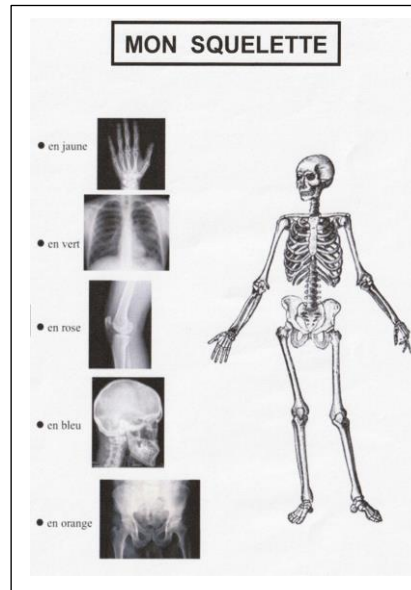 MON SQUELETTE
● en jaune
● en vert
● en rose
● en bleu
● en orange